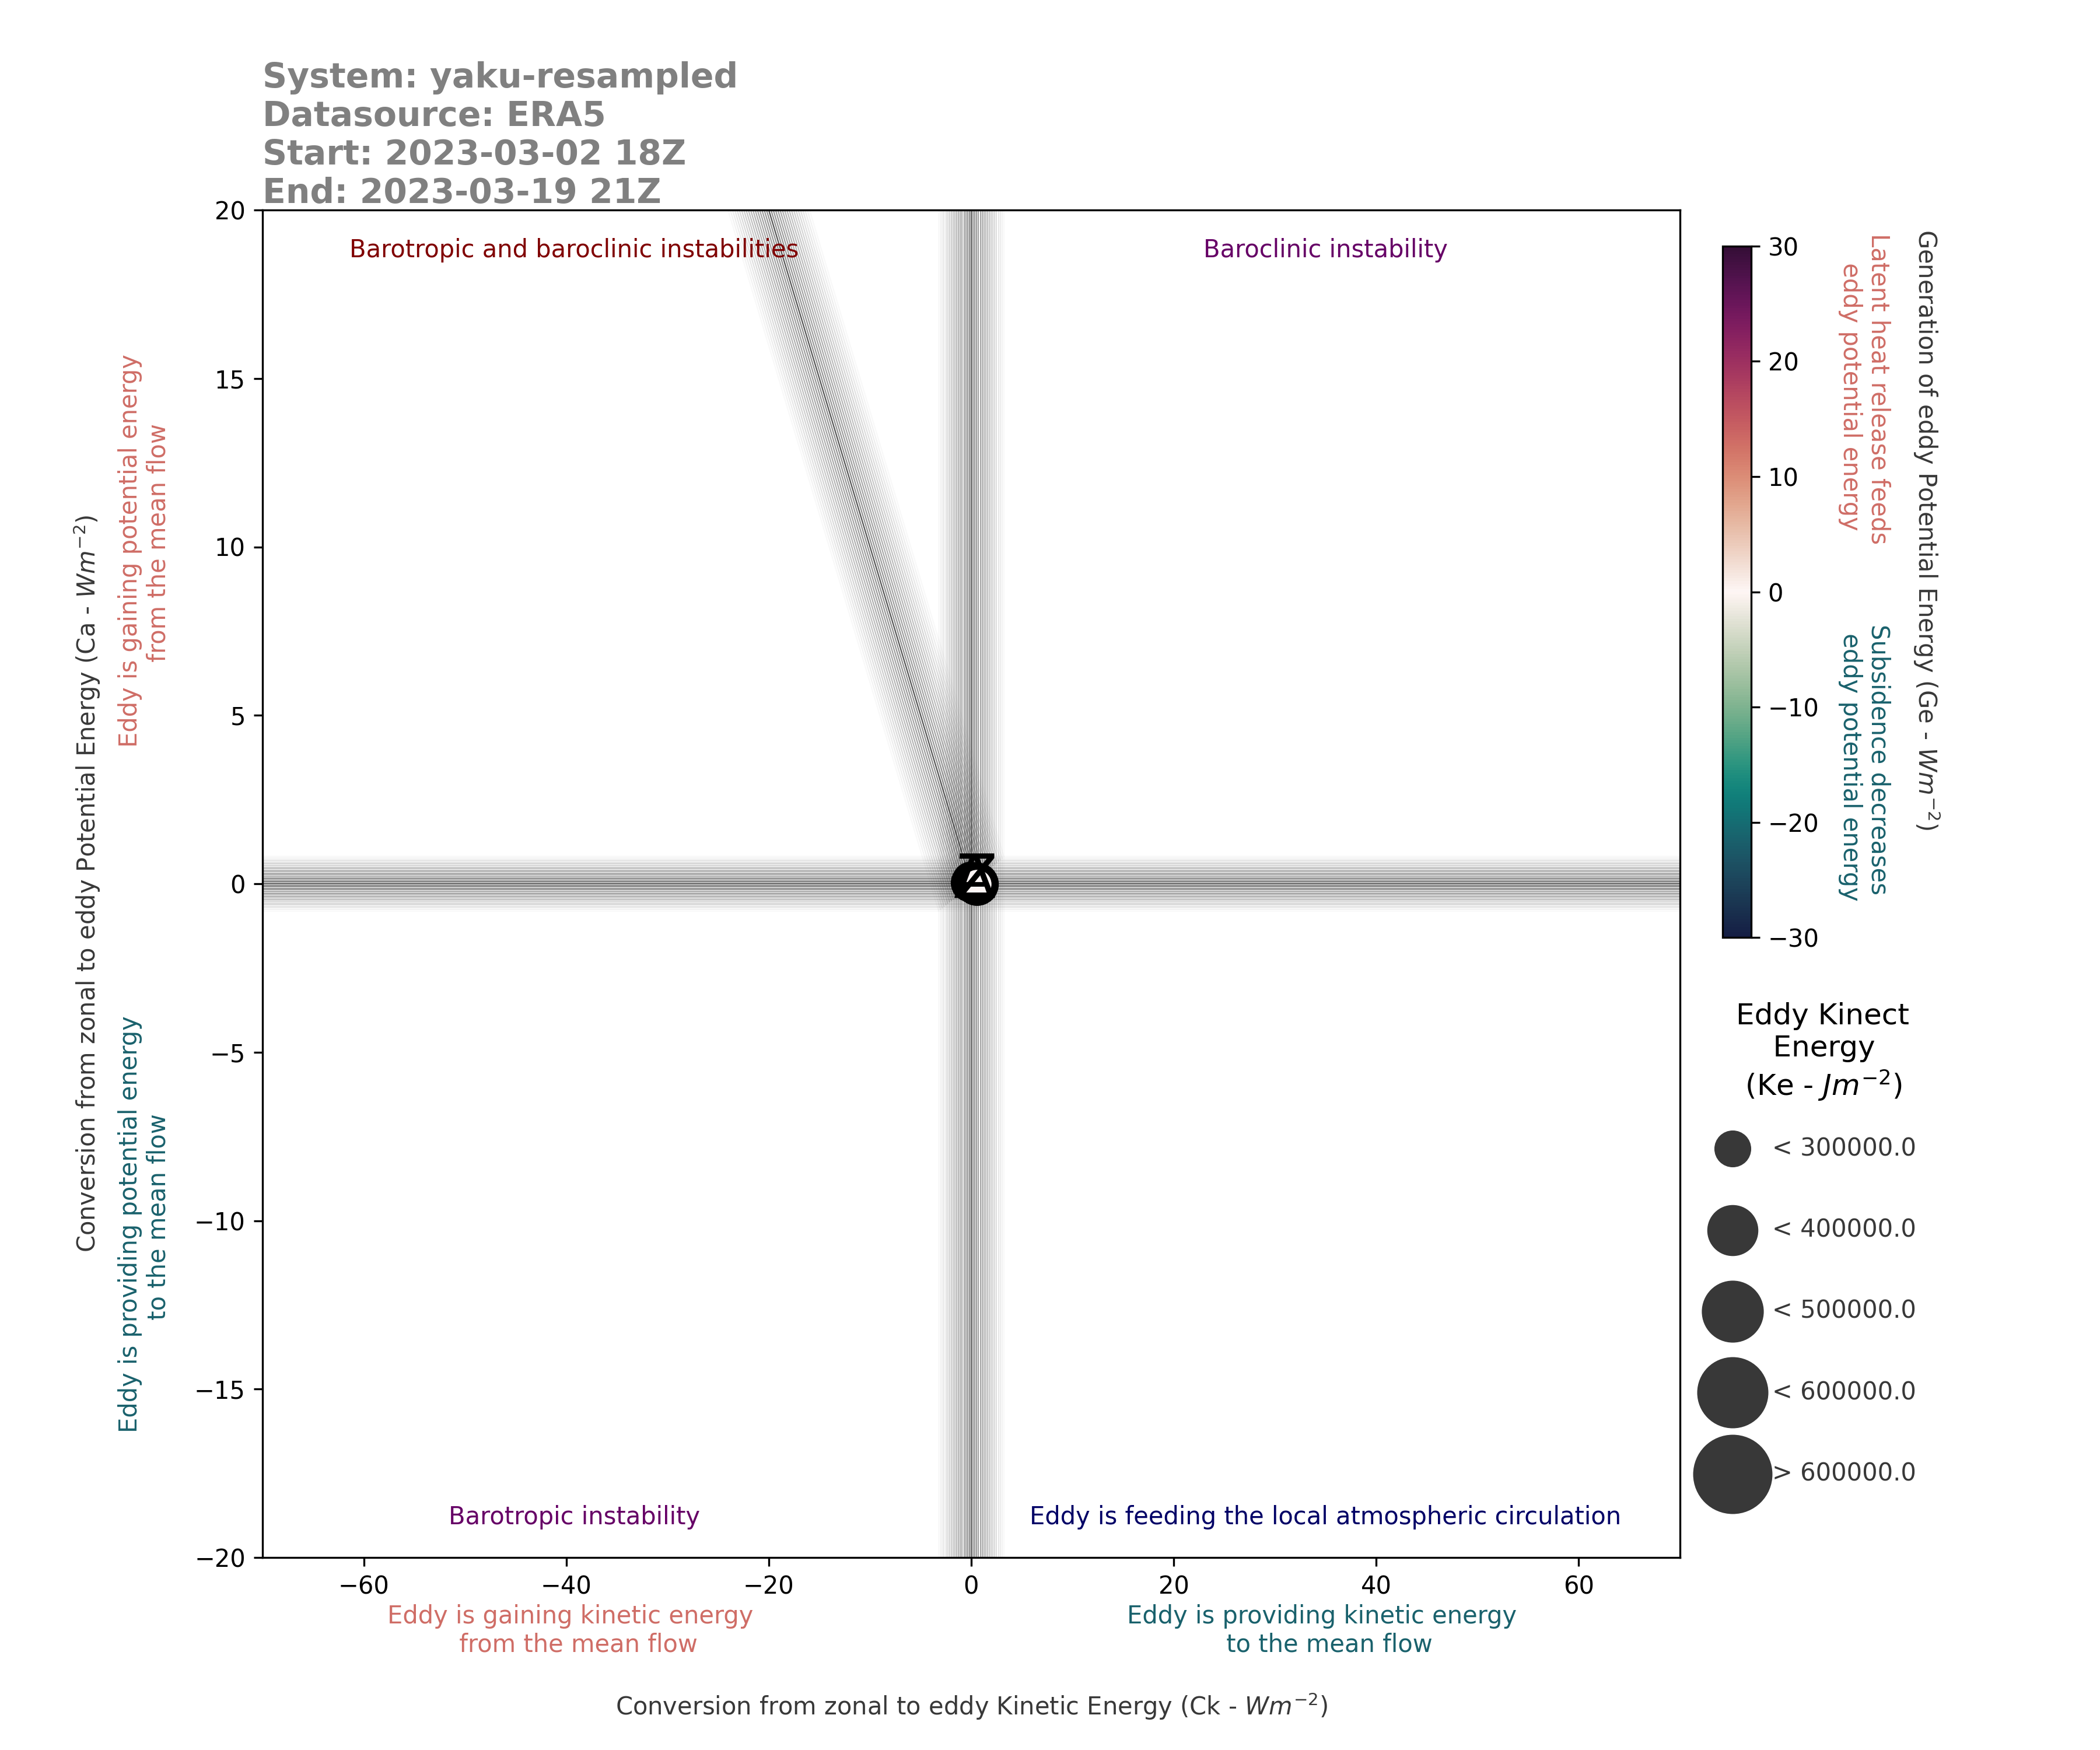 System: yaku-resampled
Datasource: ERA5
Start: 2023-03-02 18Z
End: 2023-03-19 21Z
Barotropic and baroclinic instabilities
Baroclinic instability
Barotropic instability
Eddy is feeding the local atmospheric circulation
20
15
10
5
0
−5
−10
−15
−20
−60
−40
−20
0
20
40
60
Conversion from zonal to eddy Potential Energy (Ca - Wm⁻²)
Eddy is gaining potential energy
from the mean flow
Eddy is providing potential energy
to the mean flow
Eddy is gaining kinetic energy
from the mean flow
Eddy is providing kinetic energy
to the mean flow
Conversion from zonal to eddy Kinetic Energy (Ck - Wm⁻²)
A
Z
30
20
10
0
−10
−20
−30
Latent heat release feeds
eddy potential energy
Subsidence decreases
eddy potential energy
Generation of eddy Potential Energy (Ge - Wm⁻²)
Eddy Kinect
Energy
(Ke - Jm⁻²)
< 300000.0
< 400000.0
< 500000.0
< 600000.0
> 600000.0